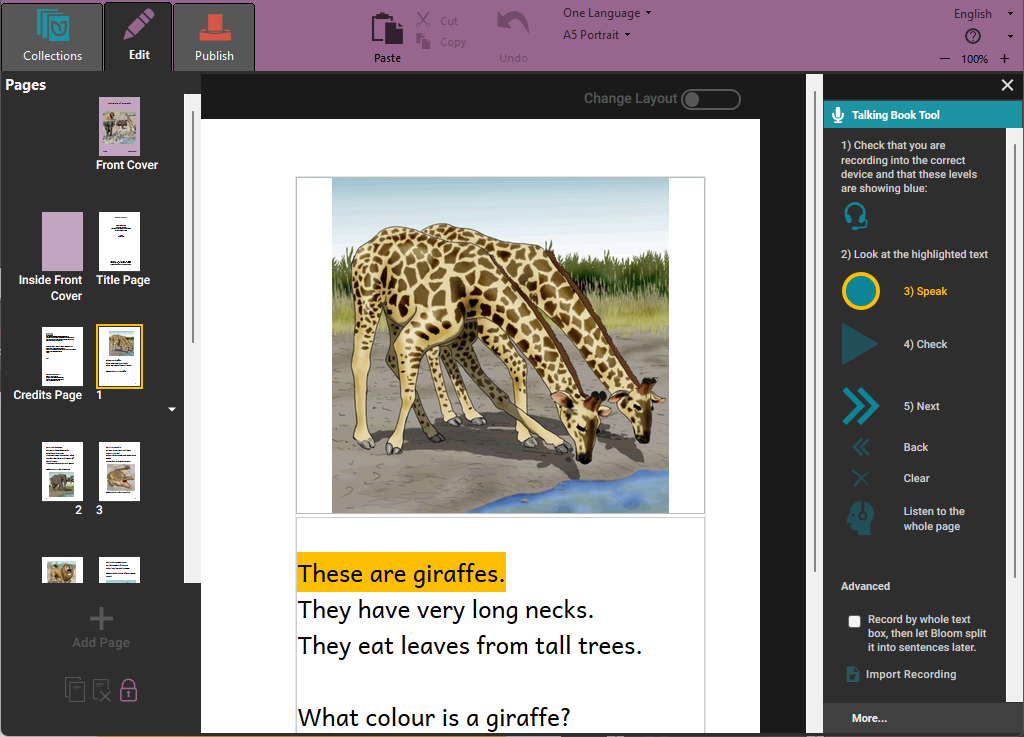 Collections
Edit
Publish
Paste
Cut
Copy
Undo
One Language
A5 Portrait
English
100%
Pages
Front Cover
Inside Front
Cover
Title Page
Credits Page
1
2
3
Add Page
Change Layout
These are giraffes.
They have very long necks.
They eat leaves from tall trees.
What colour is a giraffe?
Talking Book Tool
1) Check that you are
recording into the correct
device and that these levels
are showing blue:
2) Look at the highlighted text
3) Speak
4) Check
5) Next
Back
Clear
Listen to the
whole page
Advanced
Record by whole text
box, then let Bloom split
it into sentences later.
Import Recording
More...